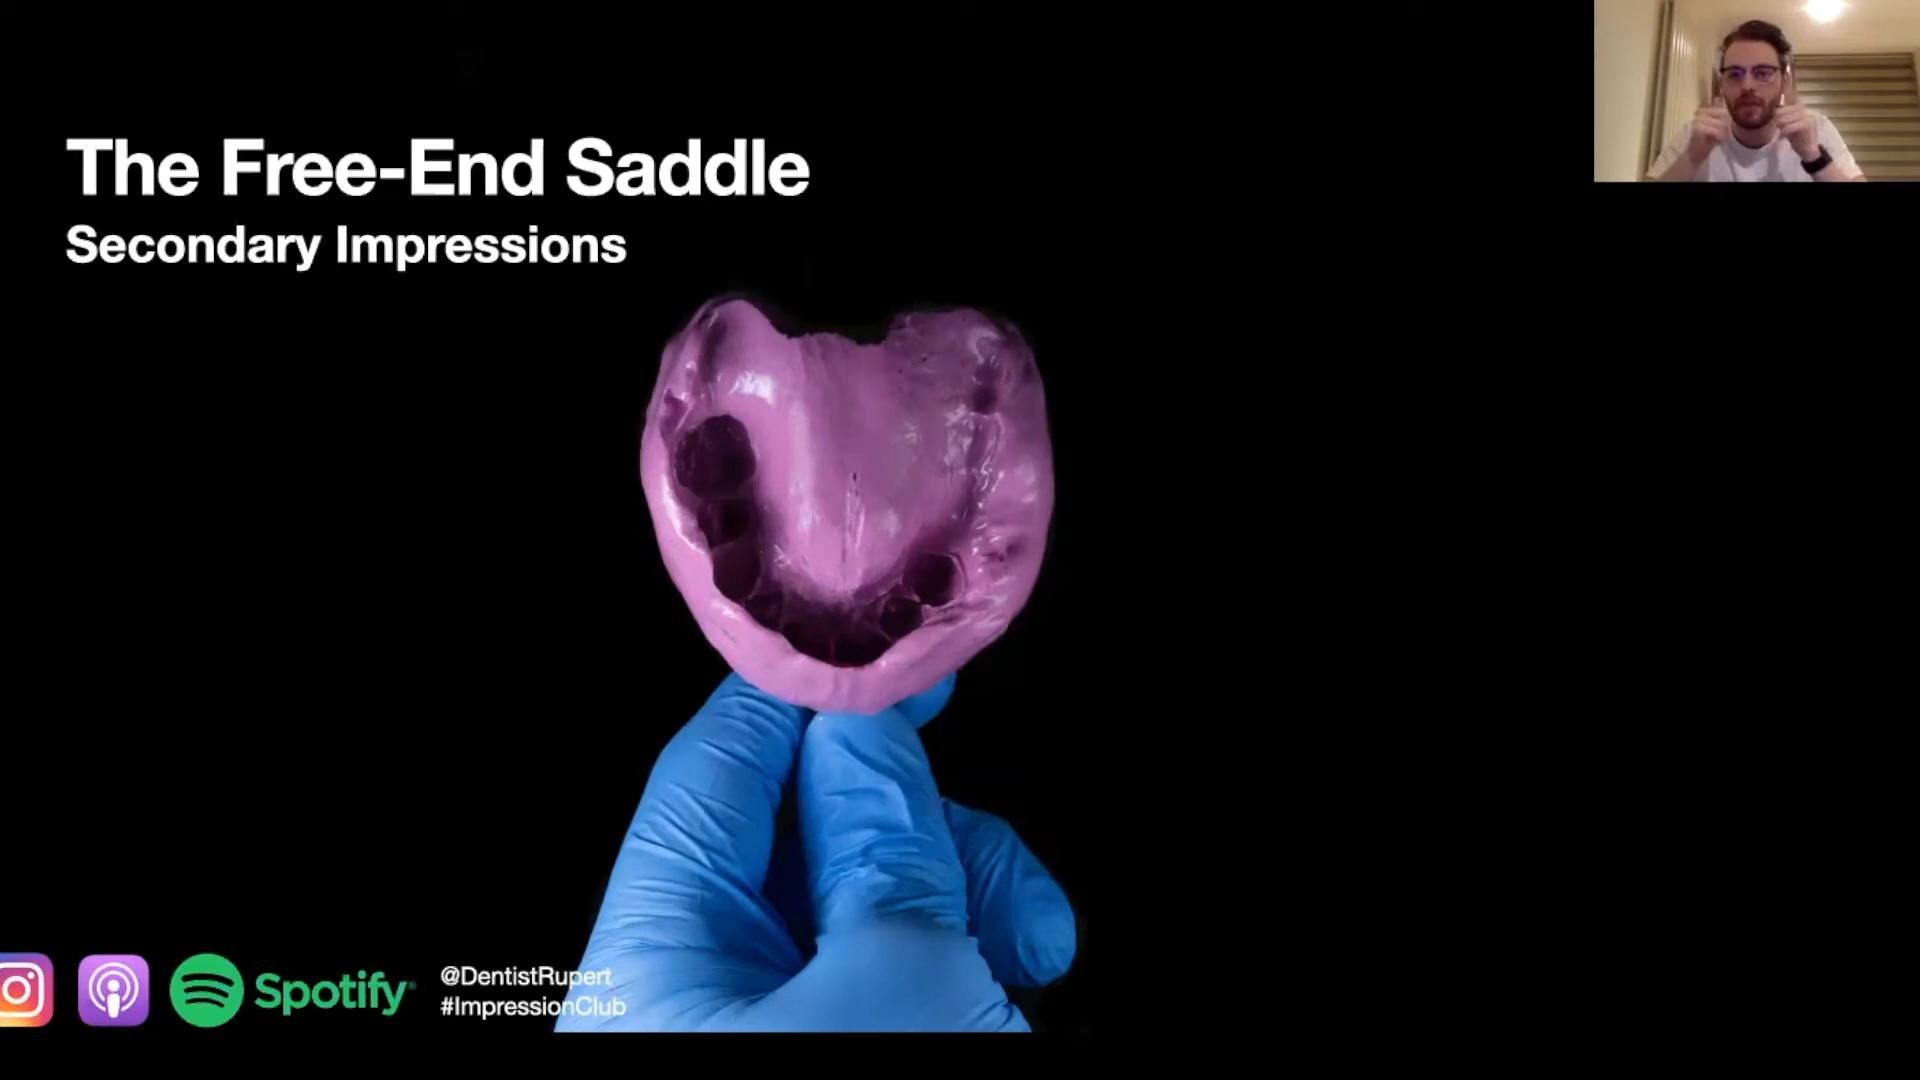 The Free-End Saddle
Secondary Impressions
Spotify®
@DentistRupert
#ImpressionClub